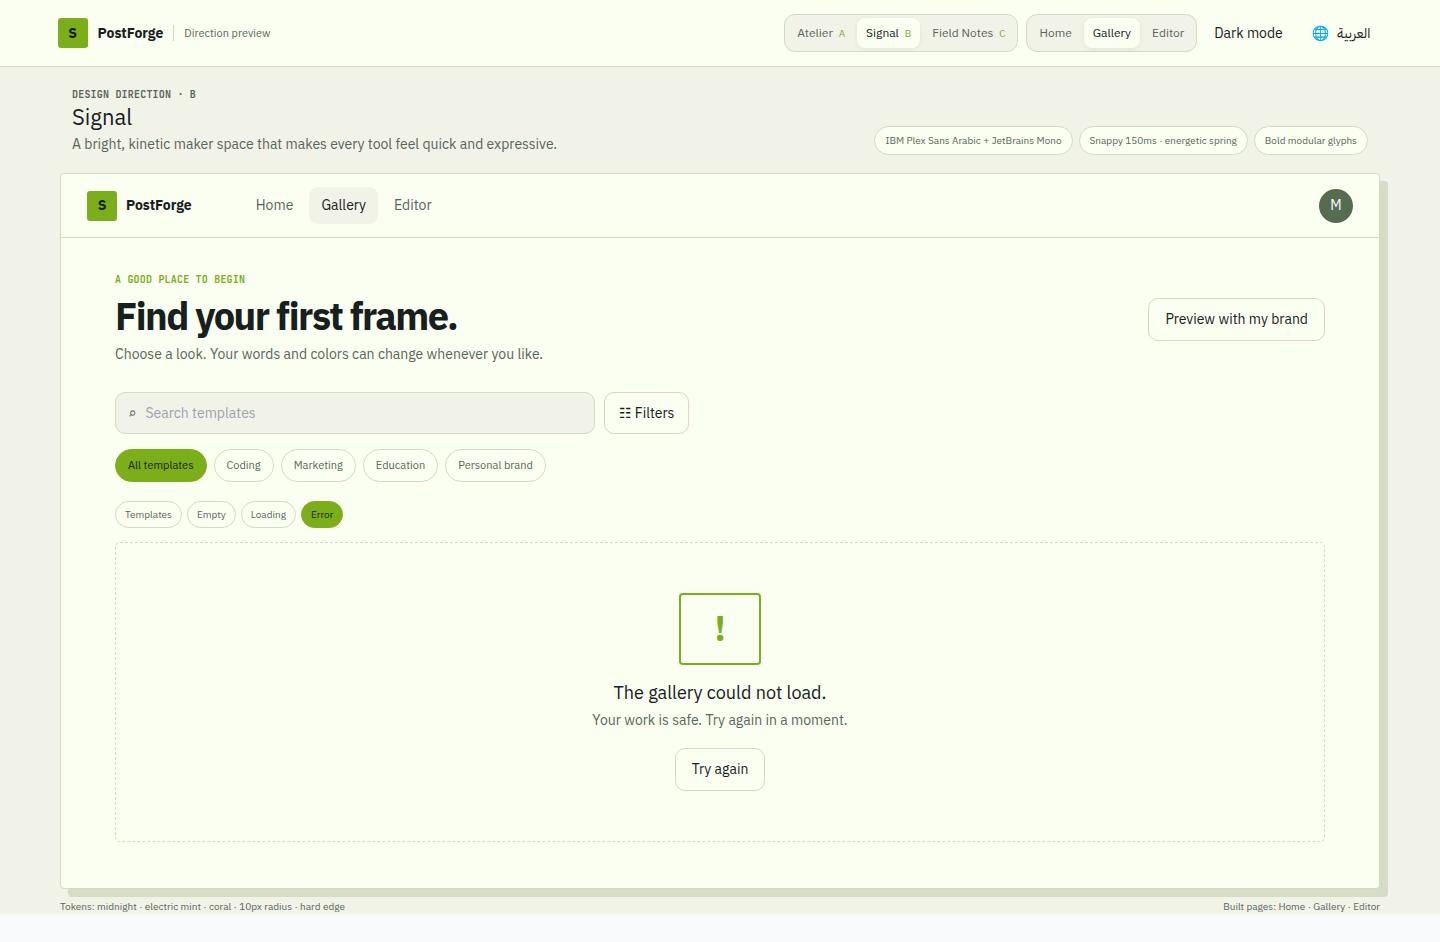 S PostForge Direction preview Atelier A Signal B Field Notes C Home Gallery Editor Dark mode 🌐 العربية
DESIGN DIRECTION · B
Signal
A bright, kinetic maker space that makes every tool feel quick and expressive.
IBM Plex Sans Arabic + JetBrains Mono Snappy 150ms · energetic spring Bold modular glyphs
S PostForge Home Gallery Editor M
A GOOD PLACE TO BEGIN
Find your first frame.
Preview with my brand
Choose a look. Your words and colors can change whenever you like.
Search templates Filters
All templates Coding Marketing Education Personal brand
Templates Empty Loading Error
!
The gallery could not load.
Your work is safe. Try again in a moment.
Try again
Tokens: midnight · electric mint · coral · 10px radius · hard edge Built pages: Home · Gallery · Editor